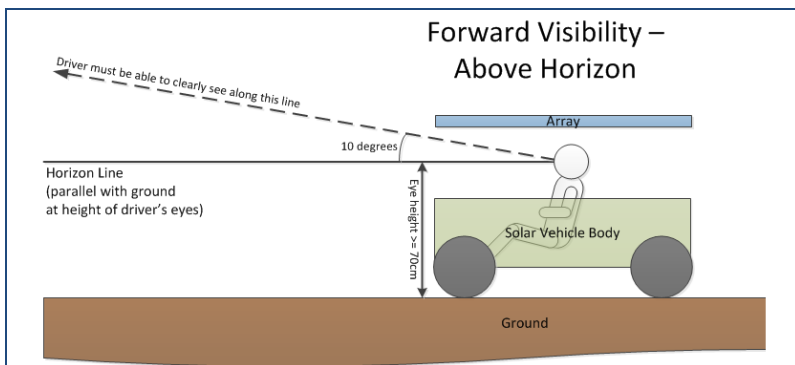 Forward Visibility –
Above Horizon
Driver must be able to clearly see along this line
Array
10 degrees
Horizon Line
(parallel with ground
at height of driver's eyes)
Eye height >= 70cm
Solar Vehicle Body
Ground